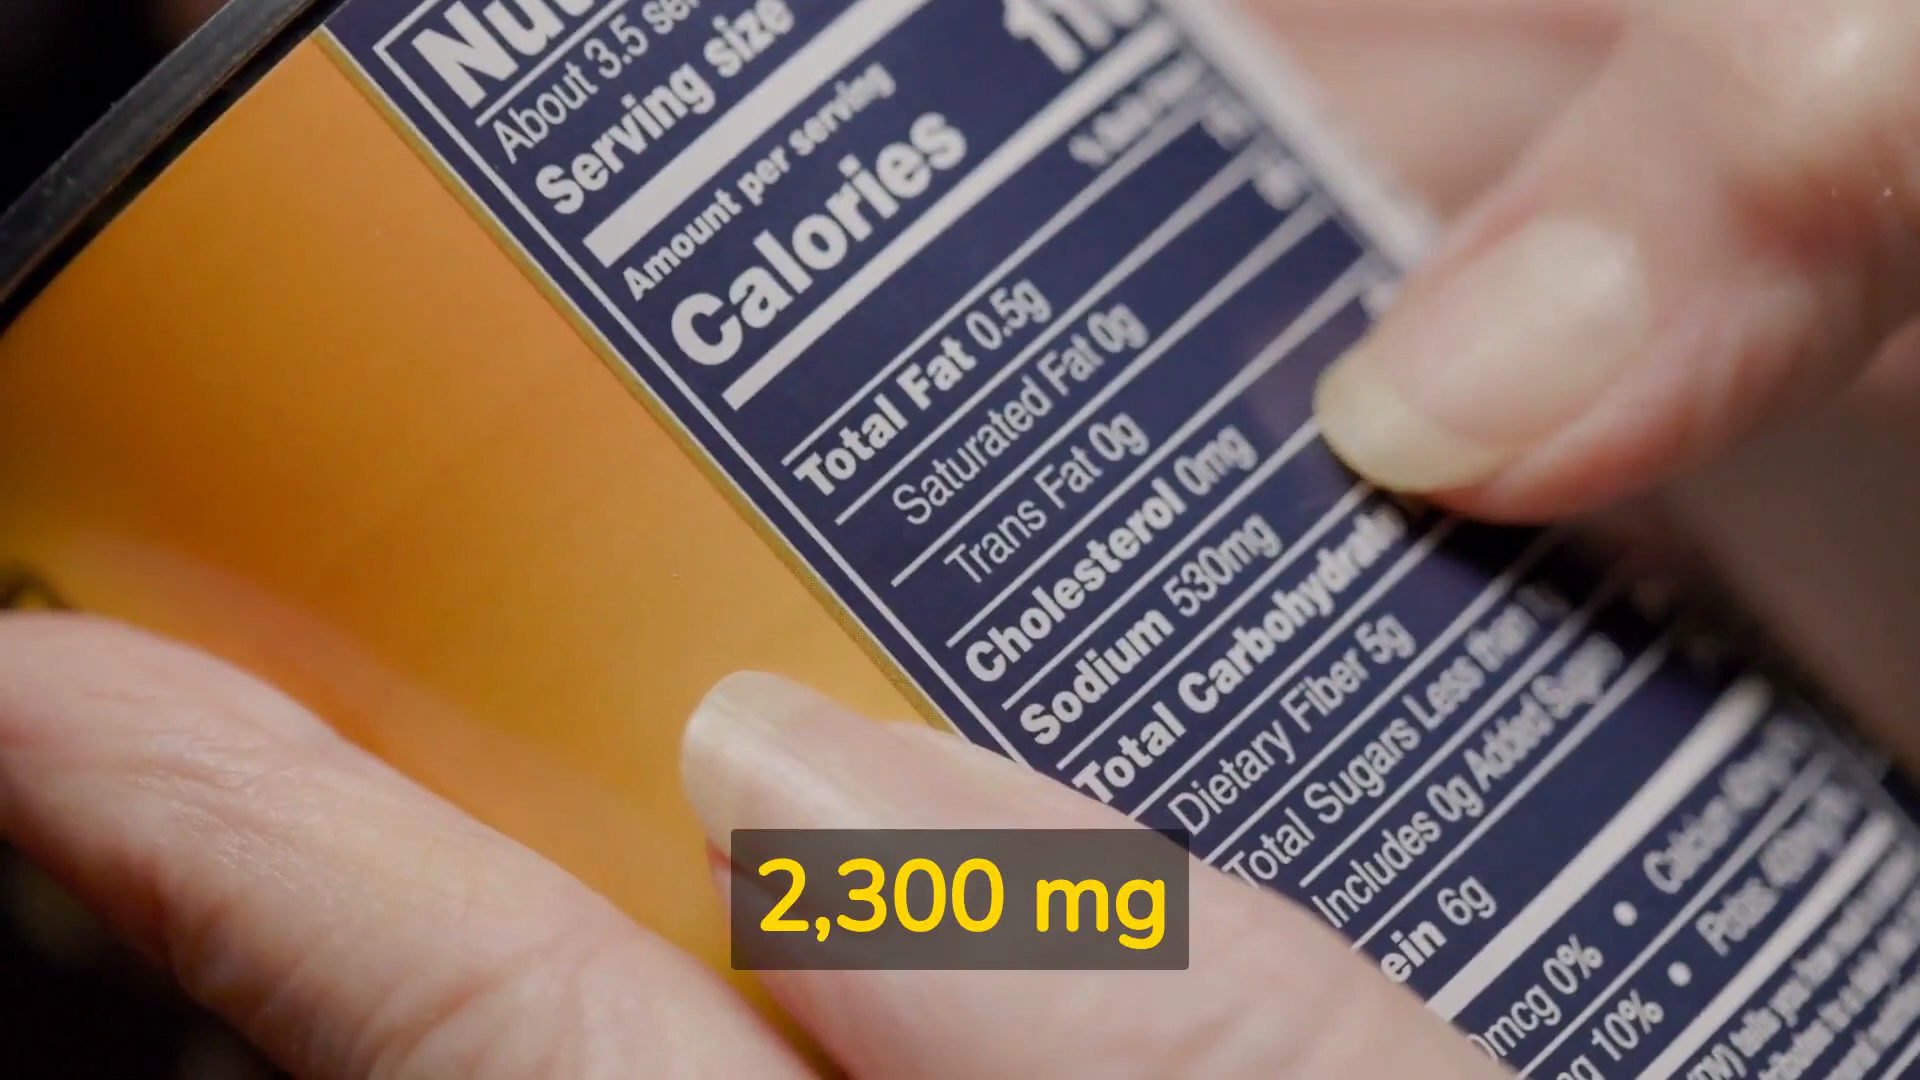 About 3.5
Serving size
Amount per serving
Calories
Total Fat 0.5g
Saturated Fat 0g
Trans Fat 0g
Cholesterol 0mg
Sodium 530mg
Total Carbohydrate
Dietary Fiber 5g
Total Sugars Less than
Includes 0g Added Sugars
6g
0% • Calcium
10% •
2,300 mg